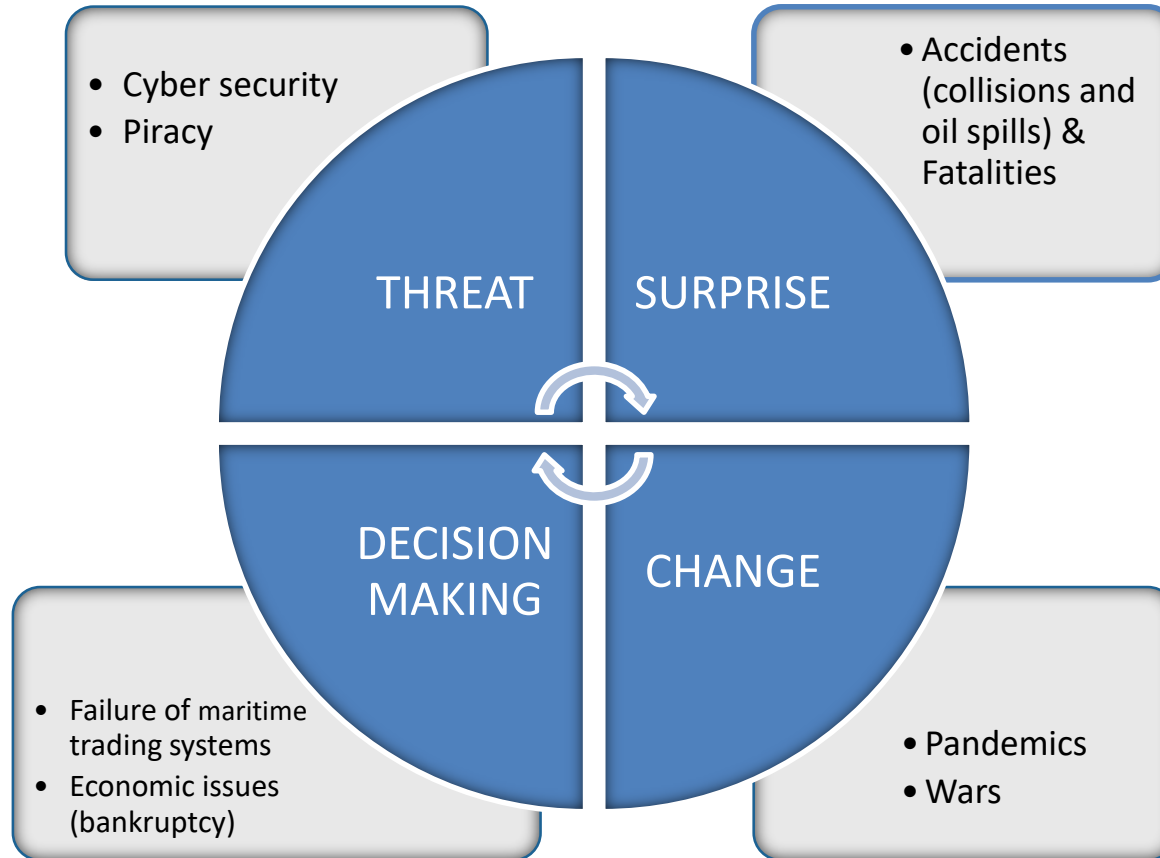 • Cyber security
• Piracy
• Accidents
(collisions and
oil spills) &
Fatalities
THREAT
SURPRISE
DECISION
MAKING
CHANGE
• Failure of maritime
trading systems
• Economic issues
(bankruptcy)
• Pandemics
• Wars